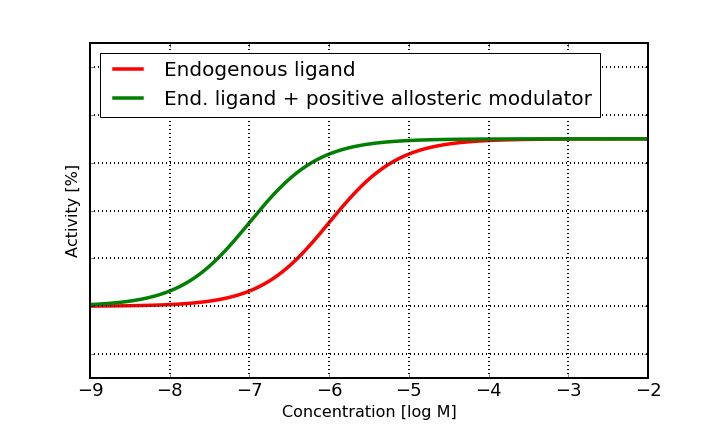 Endogenous ligand
End. ligand + positive allosteric modulator
Activity [%]
−9 −8 −7 −6 −5 −4 −3 −2
Concentration [log M]